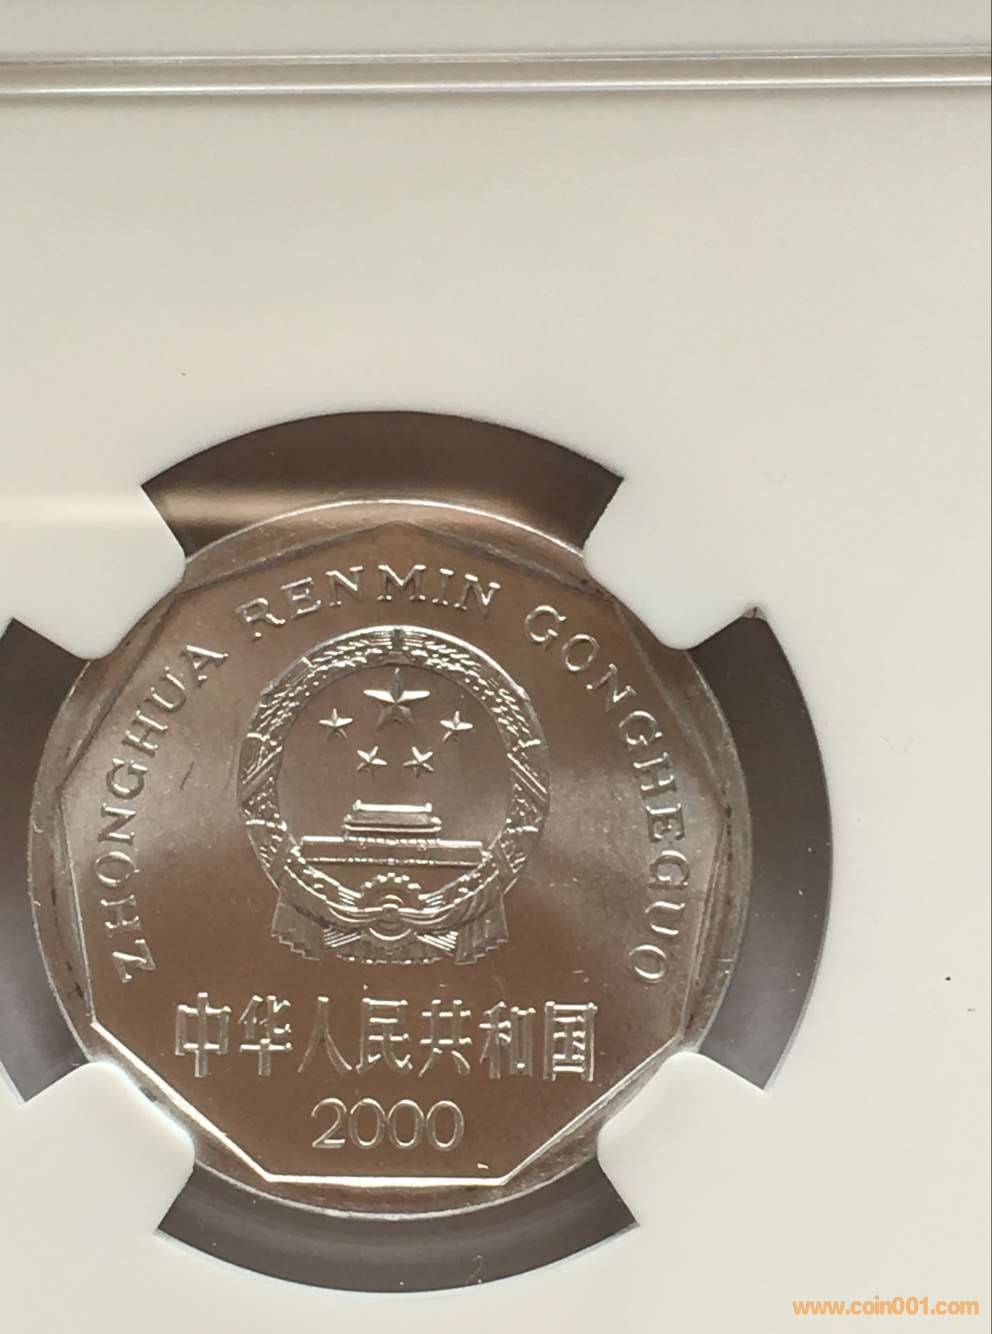 ZHONGHUA RENMIN GONGHEGUO
中华人民共和国
2000
www.coin001.com